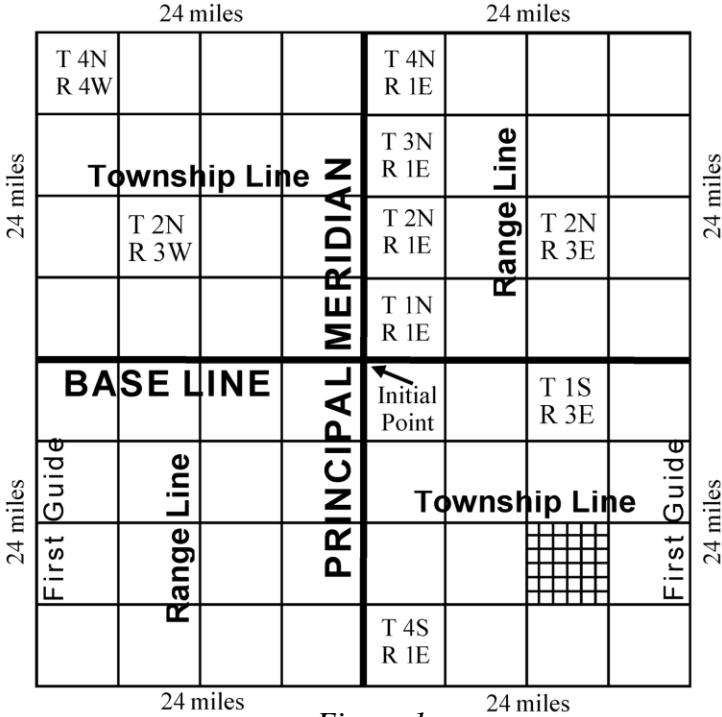 24 miles
24 miles
T 4N
R 4W
T 4N
R 1E
T 3N
R 1E
Township Line
24 miles
PRINCIPAL MERIDIAN
Range Line
24 miles
T 2N
R 3W
T 2N
R 1E
T 2N
R 3E
T 1N
R 1E
BASE LINE
Initial
Point
T 1S
R 3E
First Guide
Range Line
Township Line
First Guide
24 miles
24 miles
T 4S
R 1E
24 miles
24 miles